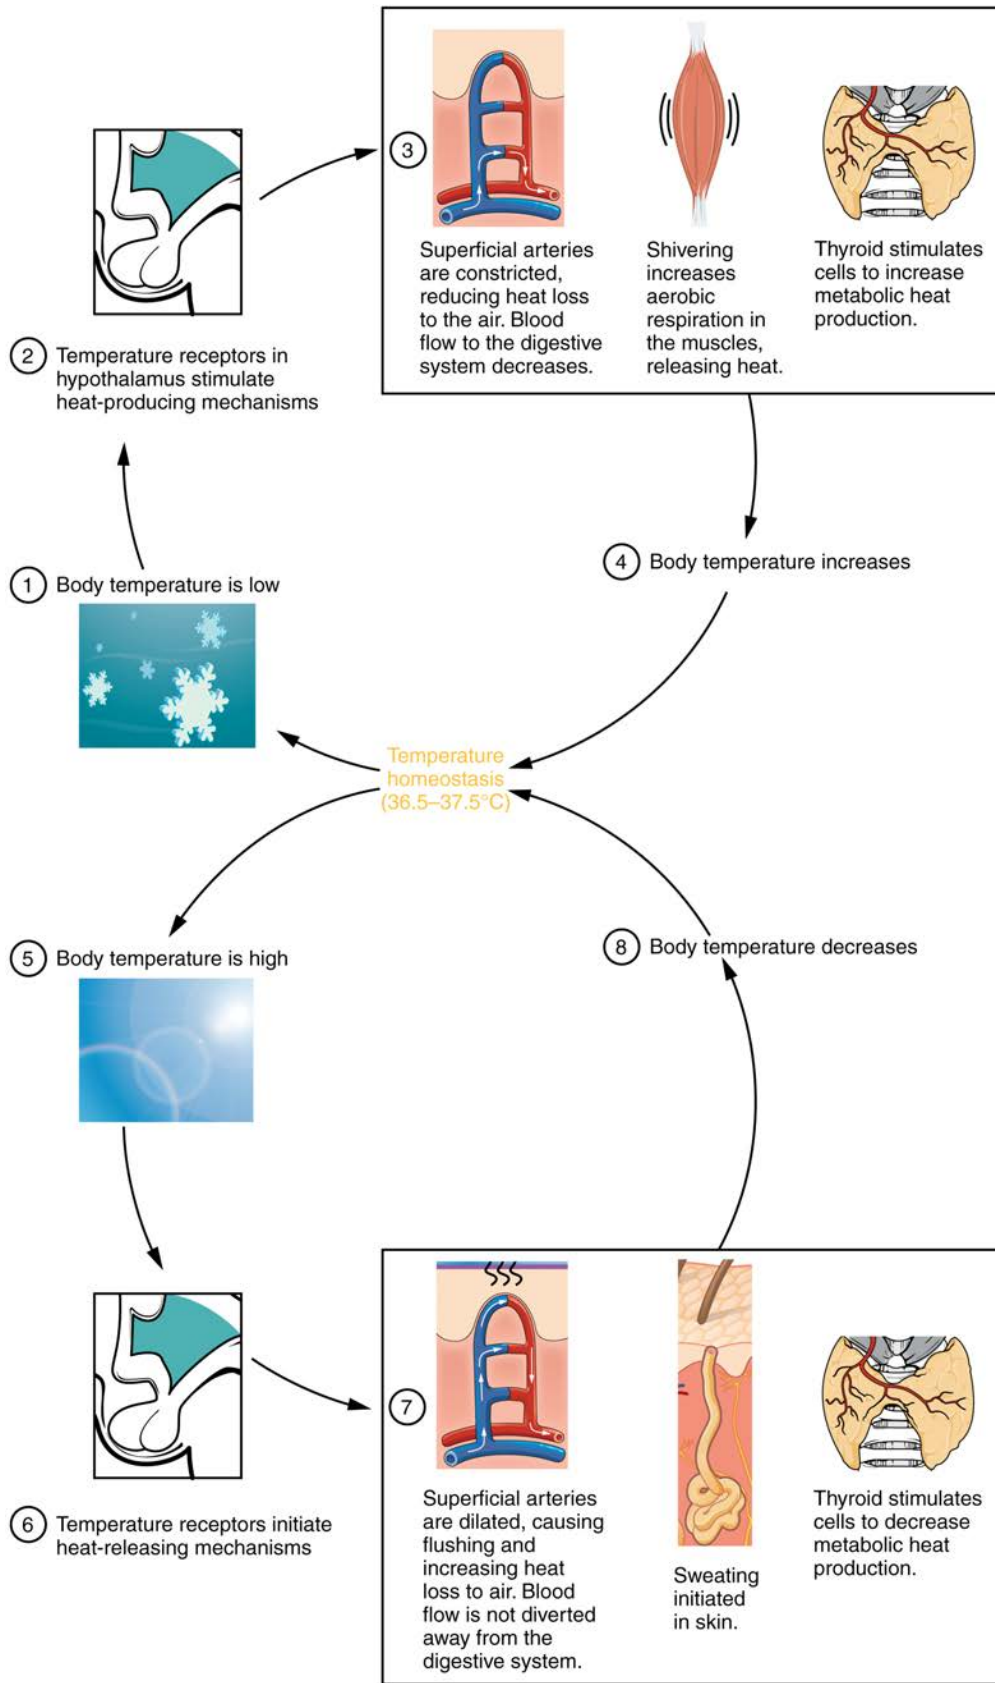 3
Superficial arteries
are constricted,
reducing heat loss
to the air. Blood
flow to the digestive
system decreases.
Shivering
increases
aerobic
respiration in
the muscles,
releasing heat.
Thyroid stimulates
cells to increase
metabolic heat
production.
2 Temperature receptors in
hypothalamus stimulate
heat-producing mechanisms
1 Body temperature is low
4 Body temperature increases
Temperature
homeostasis
(36.5–37.5°C)
5 Body temperature is high
8 Body temperature decreases
6 Temperature receptors initiate
heat-releasing mechanisms
7
Superficial arteries
are dilated, causing
flushing and
increasing heat
loss to air. Blood
flow is not diverted
away from the
digestive system.
Sweating
initiated
in skin.
Thyroid stimulates
cells to decrease
metabolic heat
production.